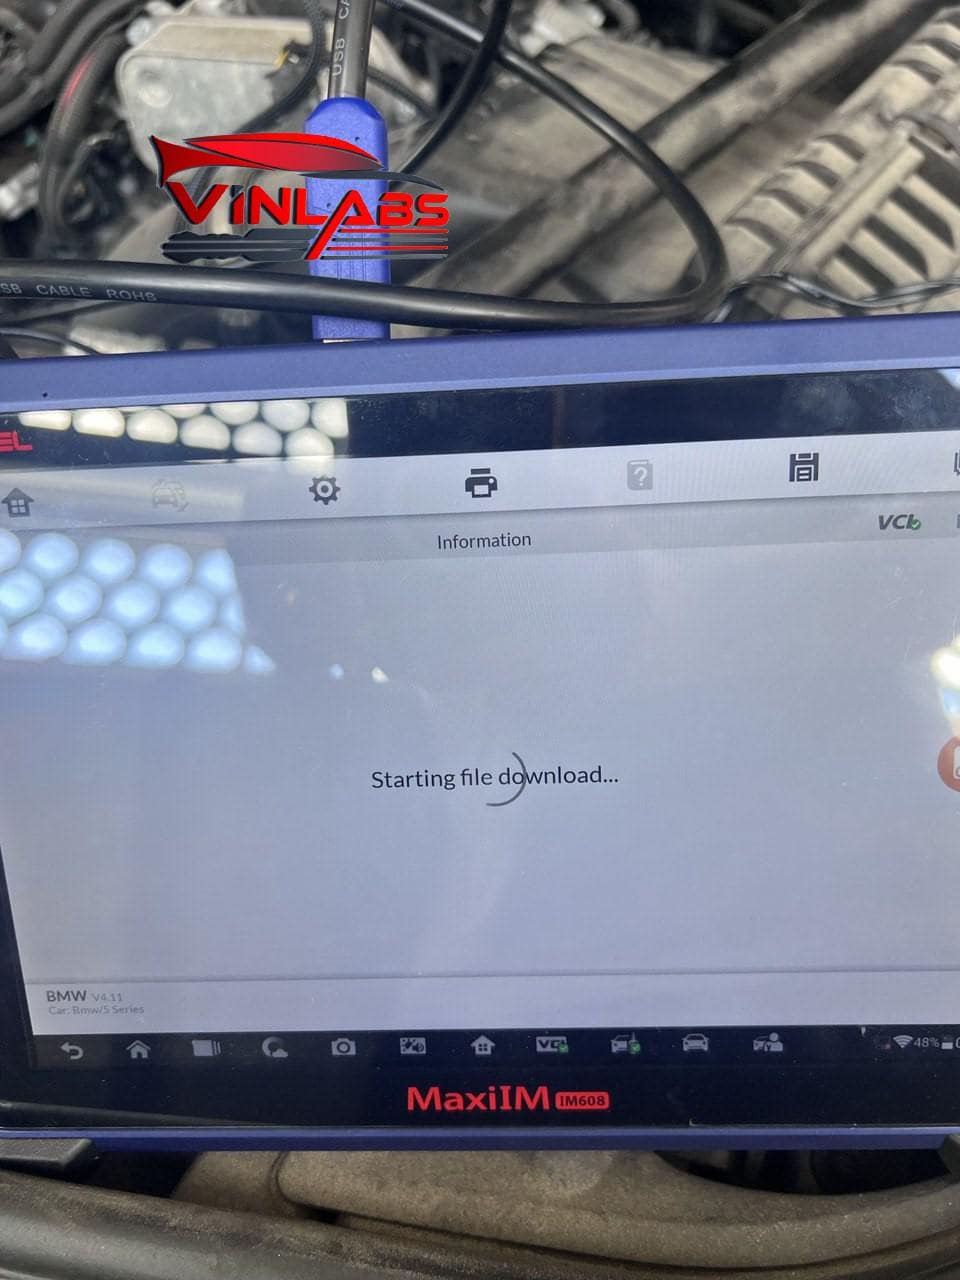 USB CA
VINLABS
SB CABLE ROHS
EL
Information
VCI
Starting file download...
BMW V4.11
Car: Bmw/5 Series
VCI
48%
MaxiIM IM608